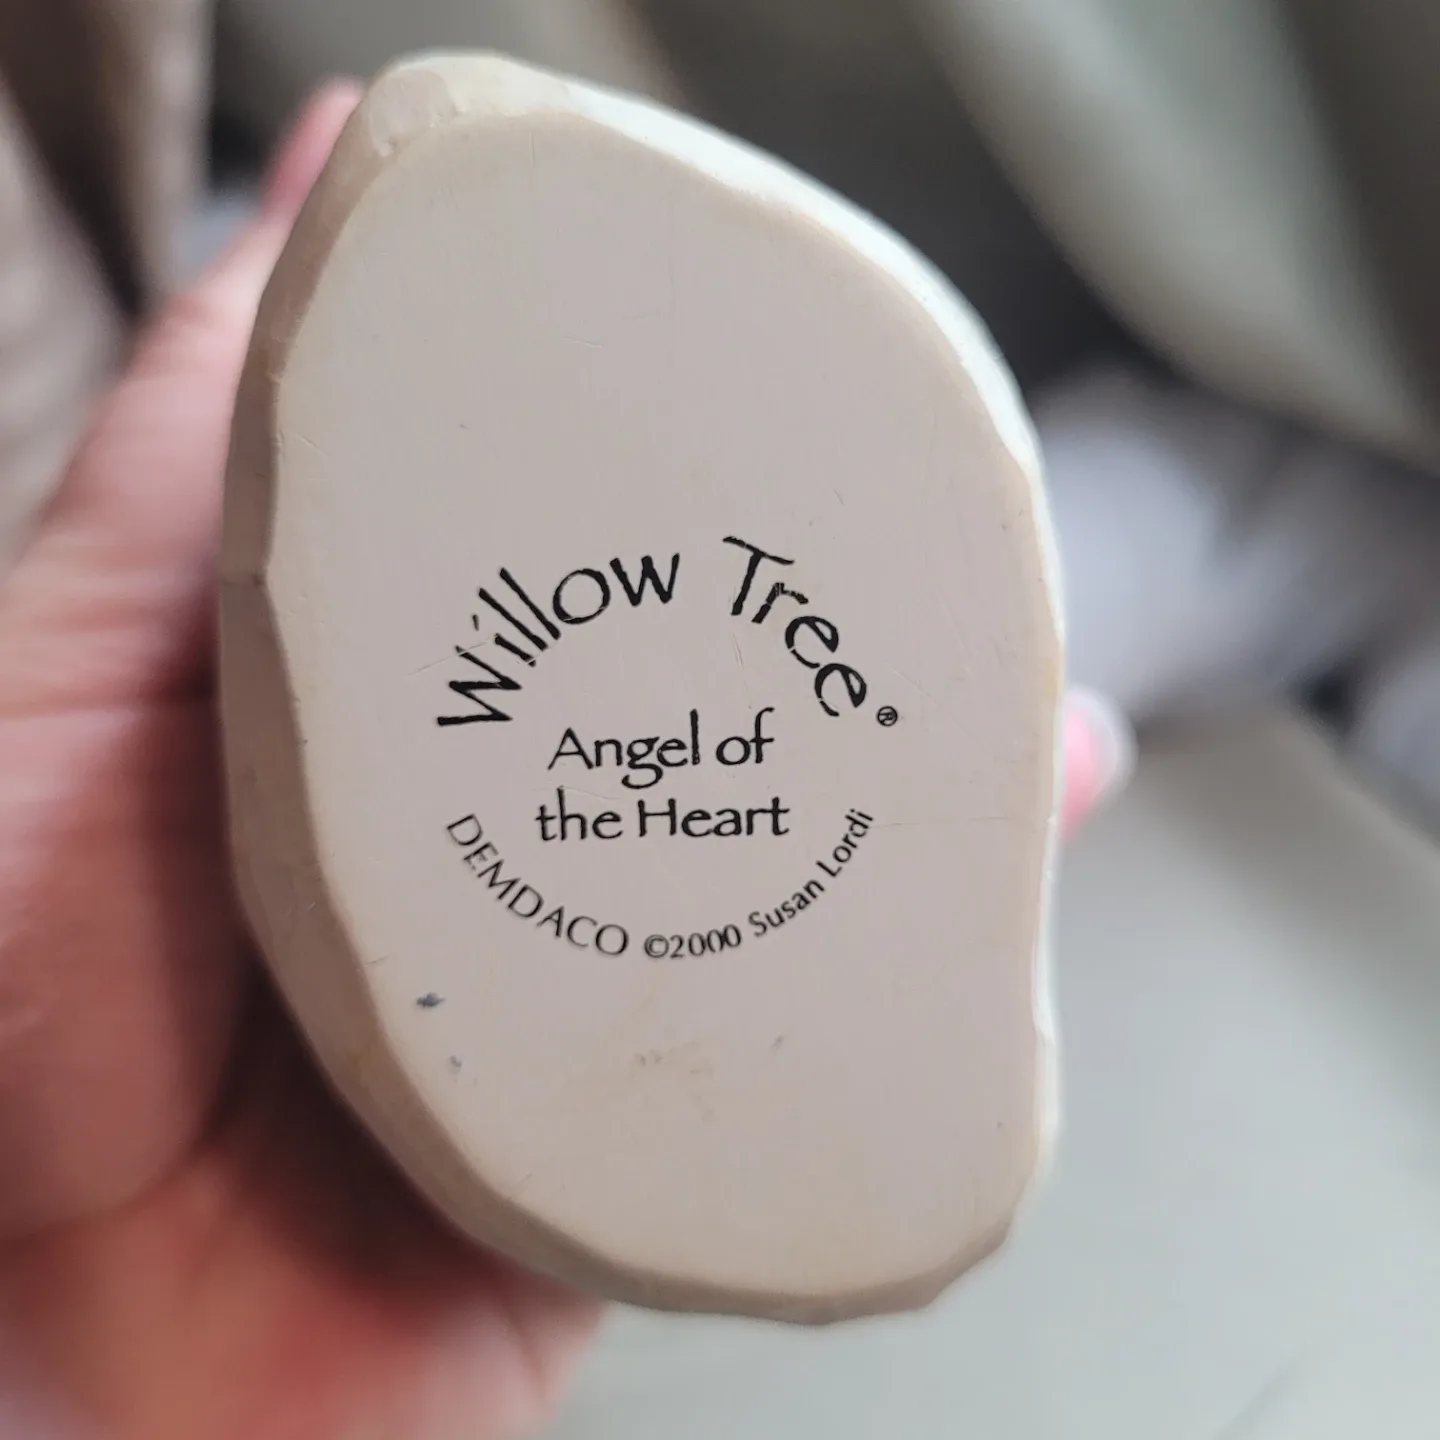 Willow Tree®
Angel of
the Heart
DEMDACO ©2000 Susan Lordi